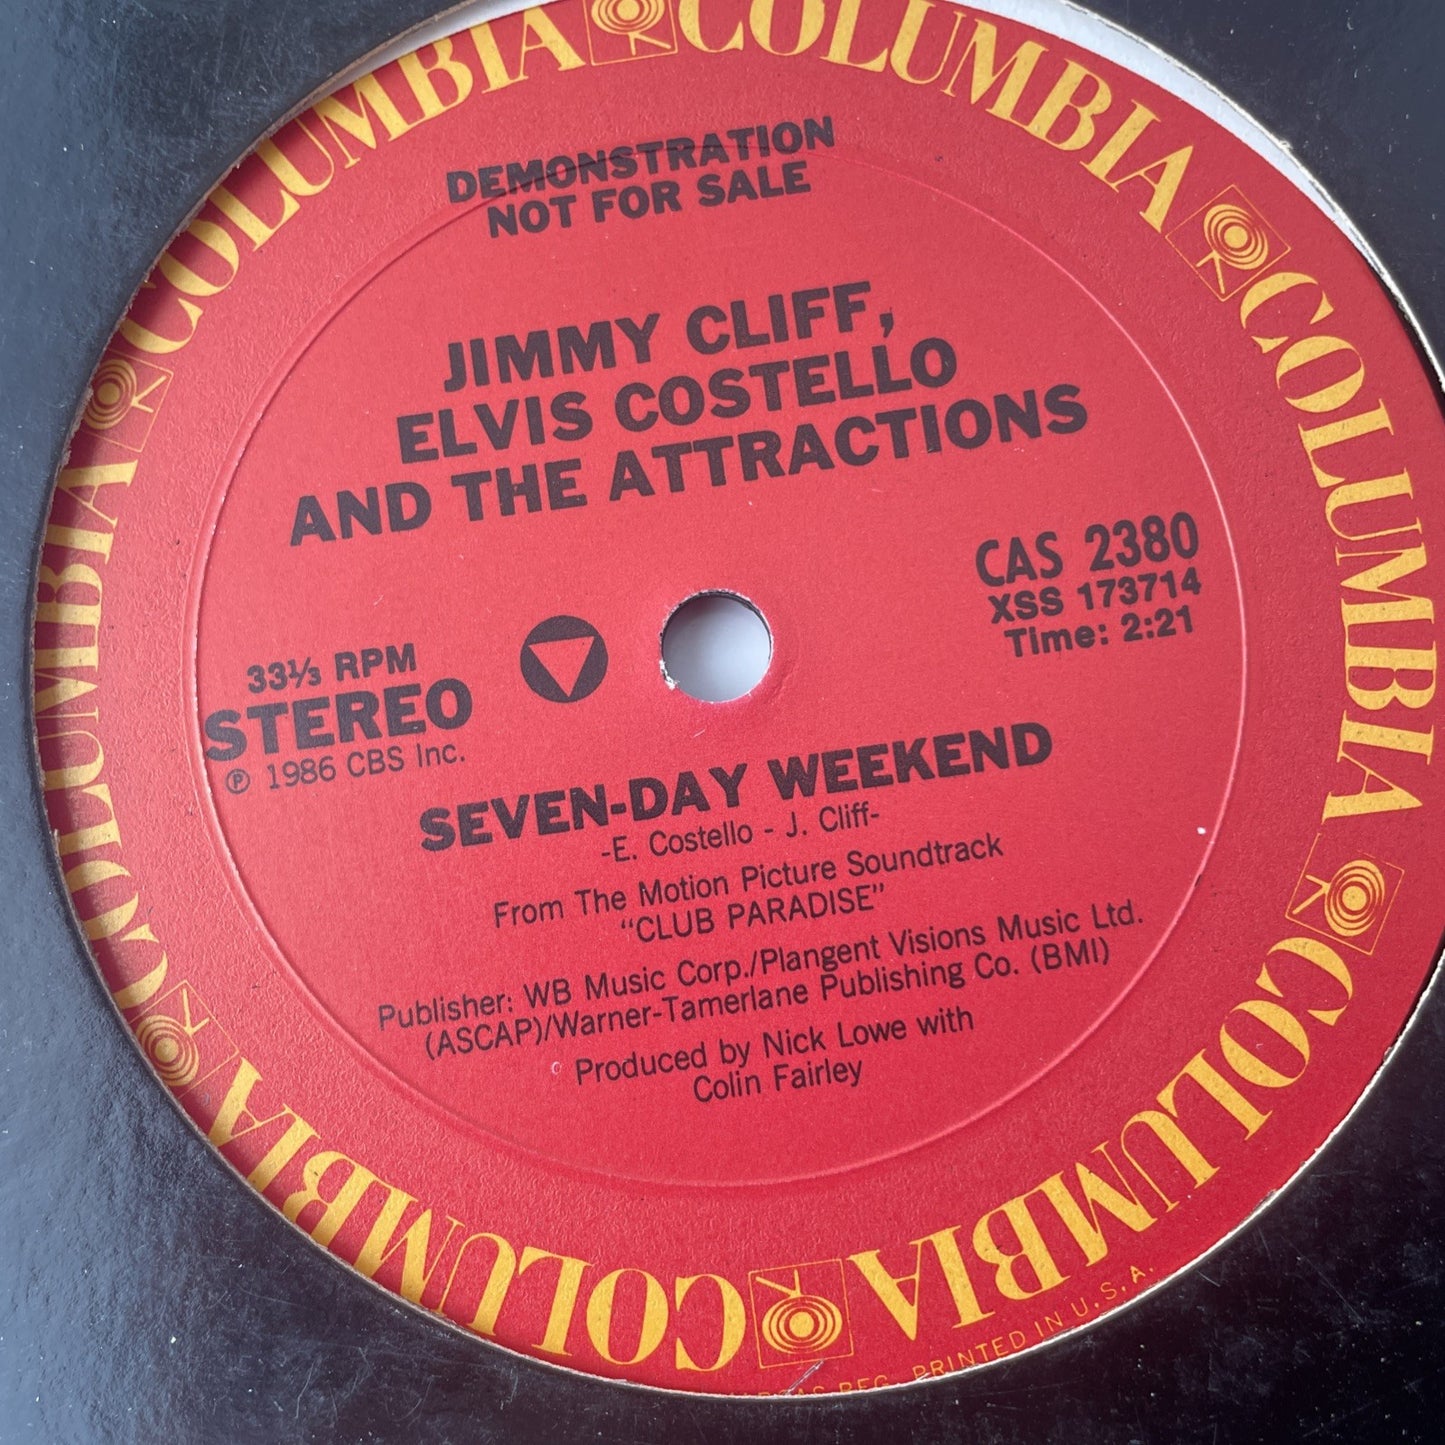 COLUMBIA COLUMBIA COLUMBIA COLUMBIA COLUMBIA COLUMBIA COLUMBIA COLUMBIA
DEMONSTRATION
NOT FOR SALE
JIMMY CLIFF,
ELVIS COSTELLO
AND THE ATTRACTIONS
CAS 2380
XSS 173714
Time: 2:21
33⅓ RPM
STEREO
℗ 1986 CBS Inc.
SEVEN-DAY WEEKEND
-E. Costello - J. Cliff-
From The Motion Picture Soundtrack
"CLUB PARADISE"
Publisher: WB Music Corp./Plangent Visions Music Ltd.
(ASCAP)/Warner-Tamerlane Publishing Co. (BMI)
Produced by Nick Lowe with
Colin Fairley
REG. PRINTED IN U.S.A.